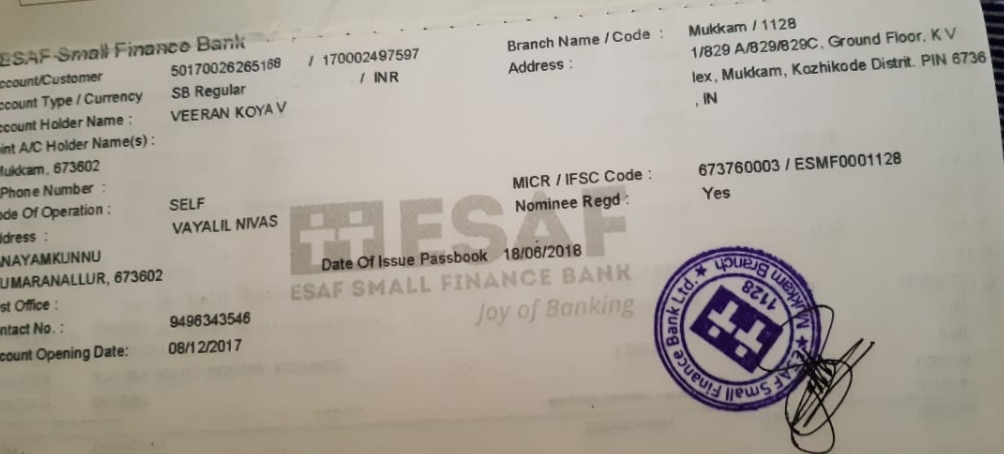 ESAF Small Finance Bank
ccount/Customer 50170026265168 / 170002497597
ccount Type / Currency SB Regular / INR
ccount Holder Name : VEERAN KOYA V
int A/C Holder Name(s) :
Mukkam, 673602
Phone Number :
ode Of Operation : SELF
dress : VAYALIL NIVAS
NAYAMKUNNU
UMARANALLUR, 673602
st Office :
ntact No. : 9496343546
count Opening Date: 08/12/2017
Branch Name / Code : Mukkam / 1128
Address : 1/829 A/829/829C, Ground Floor. K V
lex, Mukkam, Kozhikode Distrit. PIN 6736
, IN
MICR / IFSC Code : 673760003 / ESMF0001128
Nominee Regd : Yes
Date Of Issue Passbook 18/06/2018
ESAF
ESAF SMALL FINANCE BANK
Joy of Banking
★ ESAF Small Finance Bank Ltd. ★ Mukkam Branch
1128